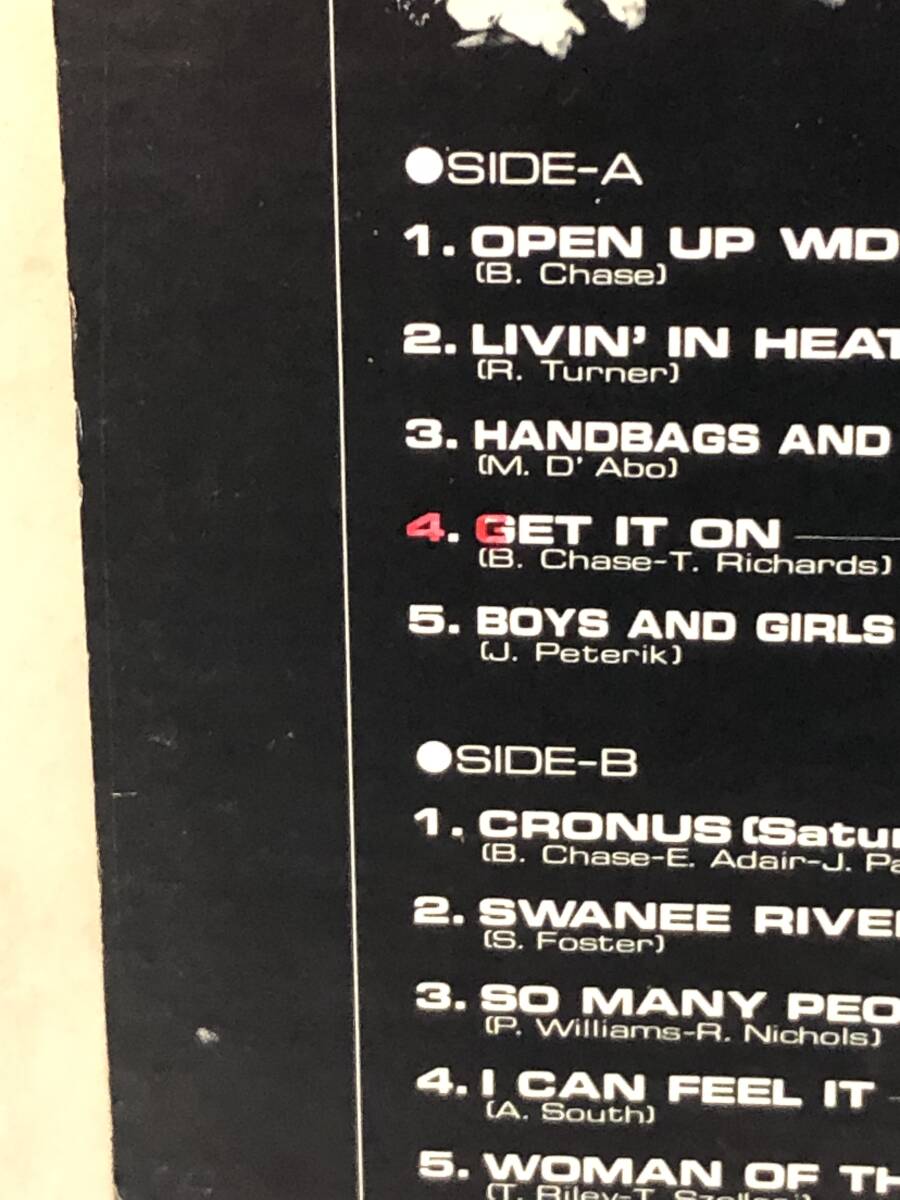 ●SIDE-A
1. OPEN UP WID
(B. Chase)
2. LIVIN' IN HEAT
(R. Turner)
3. HANDBAGS AND
(M. D' Abo)
4. GET IT ON
(B. Chase-T. Richards)
5. BOYS AND GIRLS
(J. Peterik)
●SIDE-B
1. CRONUS (Satur
(B. Chase-E. Adair-J. Pa
2. SWANEE RIVE
(S. Foster)
3. SO MANY PEO
(P. Williams-R. Nichols)
4. I CAN FEEL IT
(A. South)
5. WOMAN OF TH
(T. Riley-T.